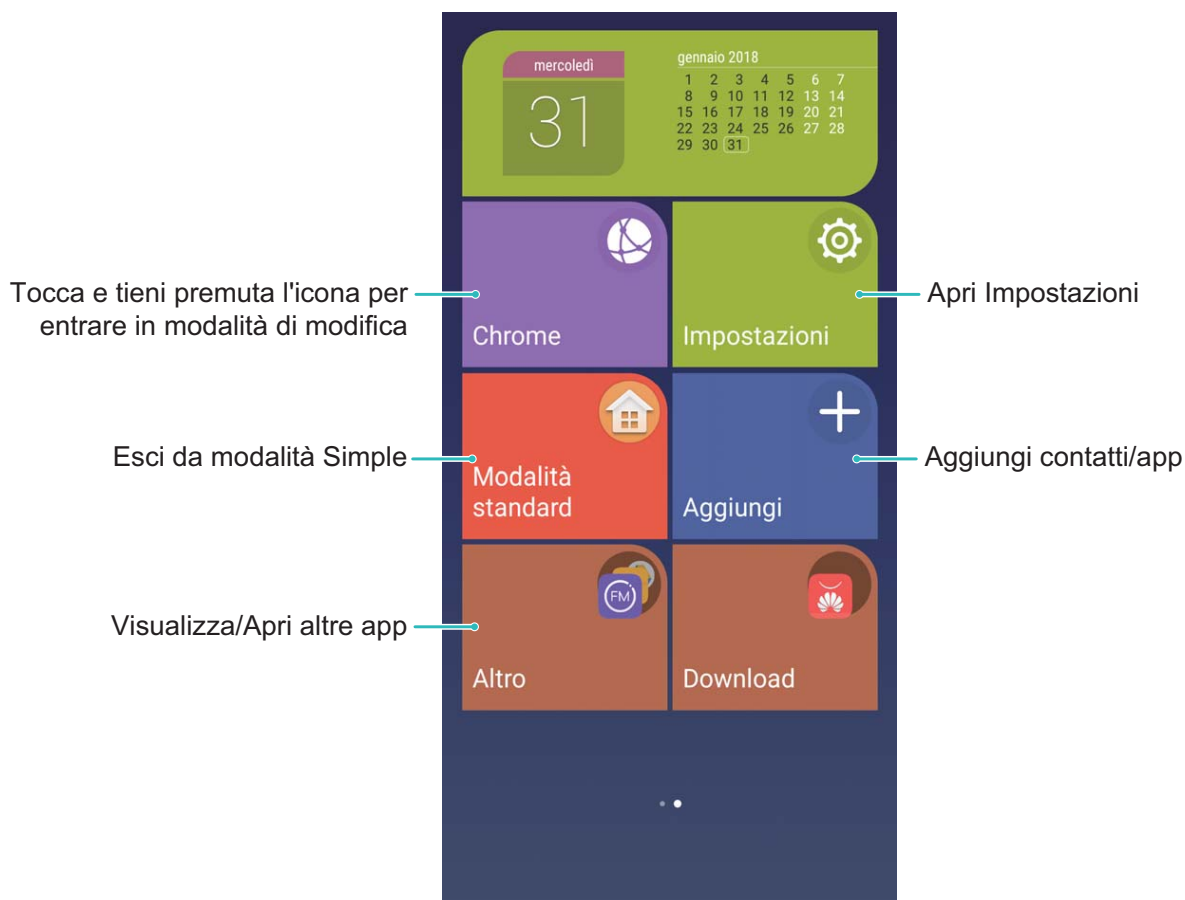 mercoledì
31
gennaio 2018
1 2 3 4 5 6 7
8 9 10 11 12 13 14
15 16 17 18 19 20 21
22 23 24 25 26 27 28
29 30 31
Tocca e tieni premuta l'icona per
entrare in modalità di modifica
Chrome
Impostazioni
Apri Impostazioni
Esci da modalità Simple
Modalità
standard
Aggiungi
Aggiungi contatti/app
Visualizza/Apri altre app
FM
Altro
Download